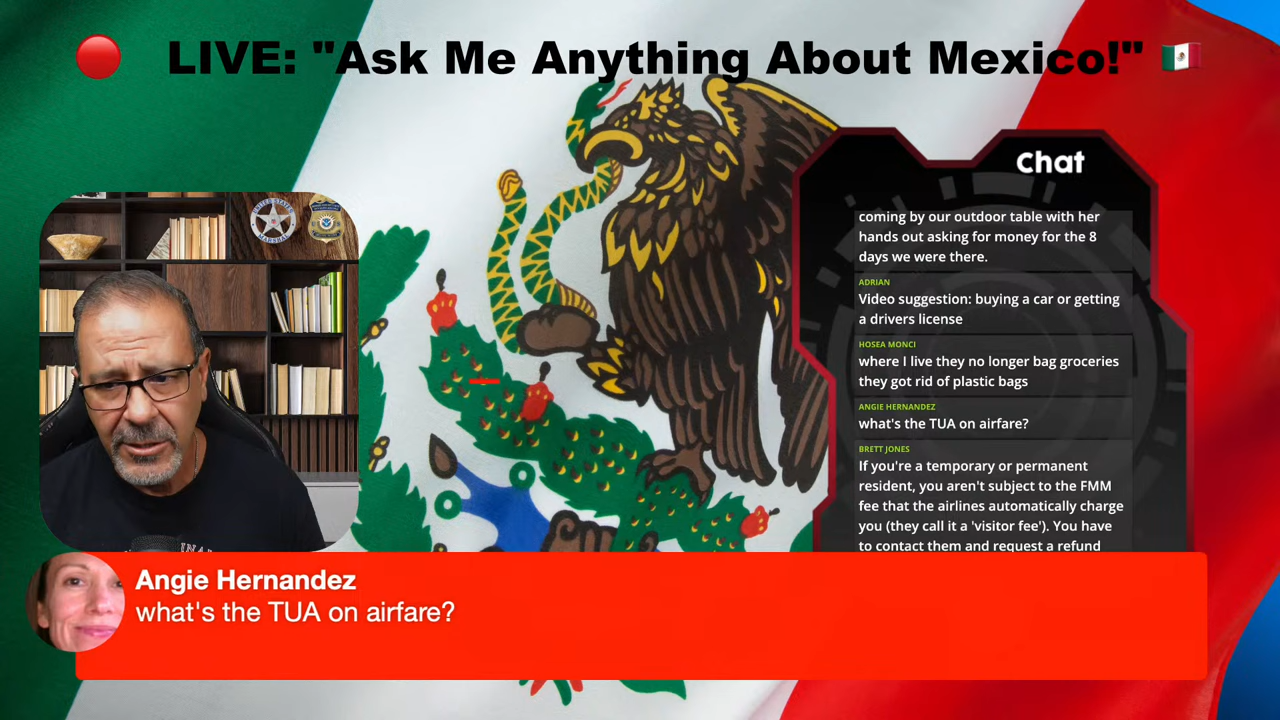 LIVE: "Ask Me Anything About Mexico!"
Chat
coming by our outdoor table with her
hands out asking for money for the 8
days we were there.
ADRIAN
Video suggestion: buying a car or getting
a drivers license
HOSEA MONCI
where I live they no longer bag groceries
they got rid of plastic bags
ANGIE HERNANDEZ
what's the TUA on airfare?
BRETT JONES
If you're a temporary or permanent
resident, you aren't subject to the FMM
fee that the airlines automatically charge
you (they call it a 'visitor fee'). You have
to contact them and request a refund
UNITED STATES
MARSHAL
Angie Hernandez
what's the TUA on airfare?